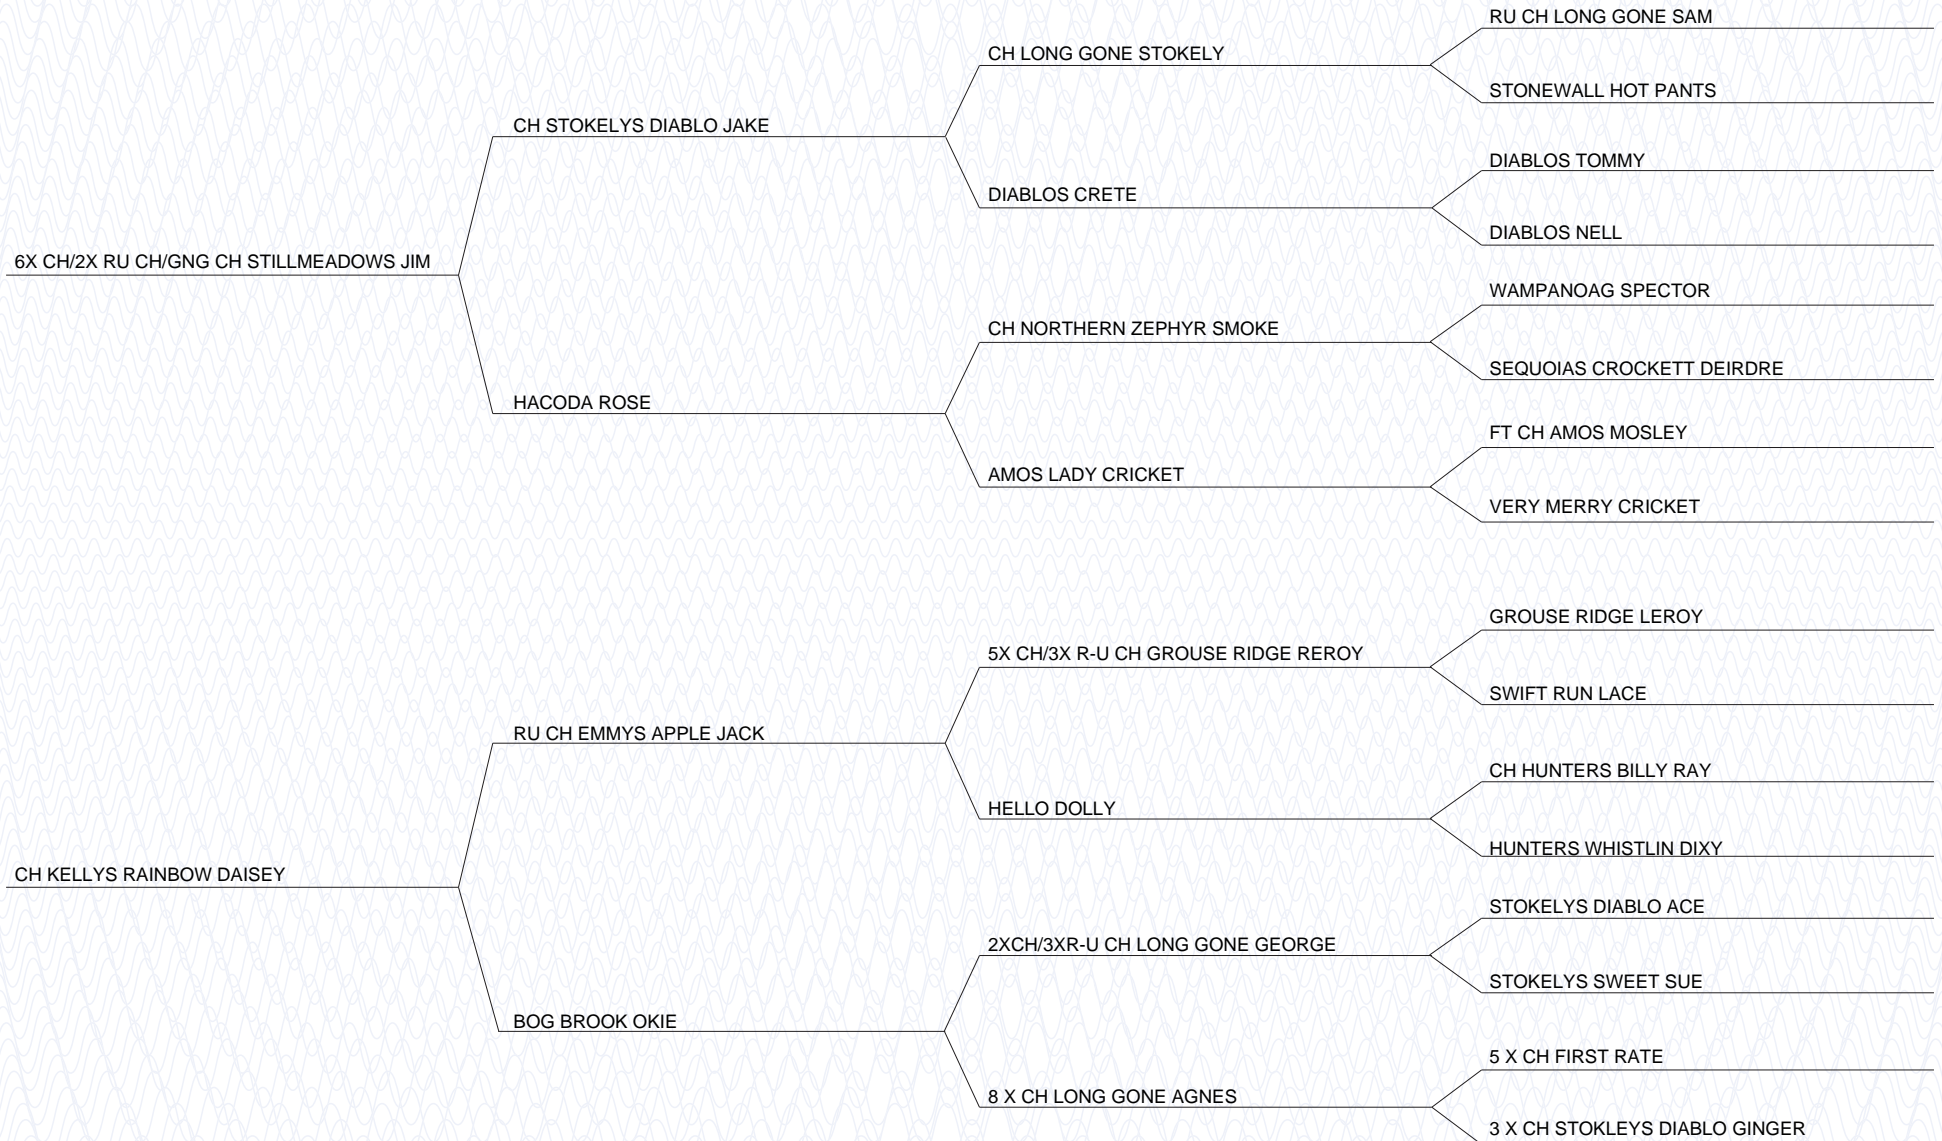 RU CH LONG GONE SAM
CH LONG GONE STOKELY
STONEWALL HOT PANTS
CH STOKELYS DIABLO JAKE
DIABLOS TOMMY
DIABLOS CRETE
DIABLOS NELL
6X CH/2X RU CH/GNG CH STILLMEADOWS JIM
WAMPANOAG SPECTOR
CH NORTHERN ZEPHYR SMOKE
SEQUOIAS CROCKETT DEIRDRE
HACODA ROSE
FT CH AMOS MOSLEY
AMOS LADY CRICKET
VERY MERRY CRICKET
GROUSE RIDGE LEROY
5X CH/3X R-U CH GROUSE RIDGE REROY
SWIFT RUN LACE
RU CH EMMYS APPLE JACK
CH HUNTERS BILLY RAY
HELLO DOLLY
HUNTERS WHISTLIN DIXY
CH KELLYS RAINBOW DAISEY
STOKELYS DIABLO ACE
2XCH/3XR-U CH LONG GONE GEORGE
STOKELYS SWEET SUE
BOG BROOK OKIE
5 X CH FIRST RATE
8 X CH LONG GONE AGNES
3 X CH STOKLEYS DIABLO GINGER